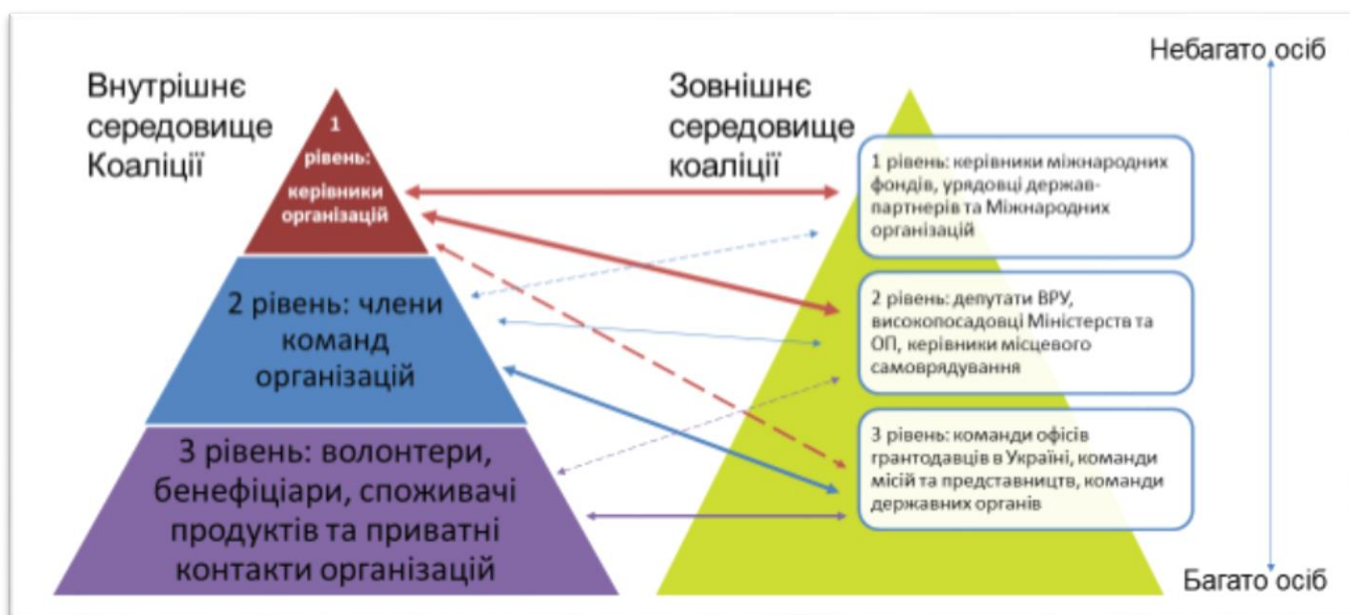 Небагато осіб
Внутрішнє
середовище
Коаліції
1
рівень:
керівники
організацій
2 рівень: члени
команд
організацій
3 рівень: волонтери,
бенефіціари, споживачі
продуктів та приватні
контакти організацій
Зовнішнє
середовище
коаліції
1 рівень: керівники міжнародних
фондів, урядовці держав-
партнерів та Міжнародних
організацій
2 рівень: депутати ВРУ,
високопосадовці Міністерств та
ОП, керівники місцевого
самоврядування
3 рівень: команди офісів
грантодавців в Україні, команди
місій та представництв, команди
державних органів
Багато осіб